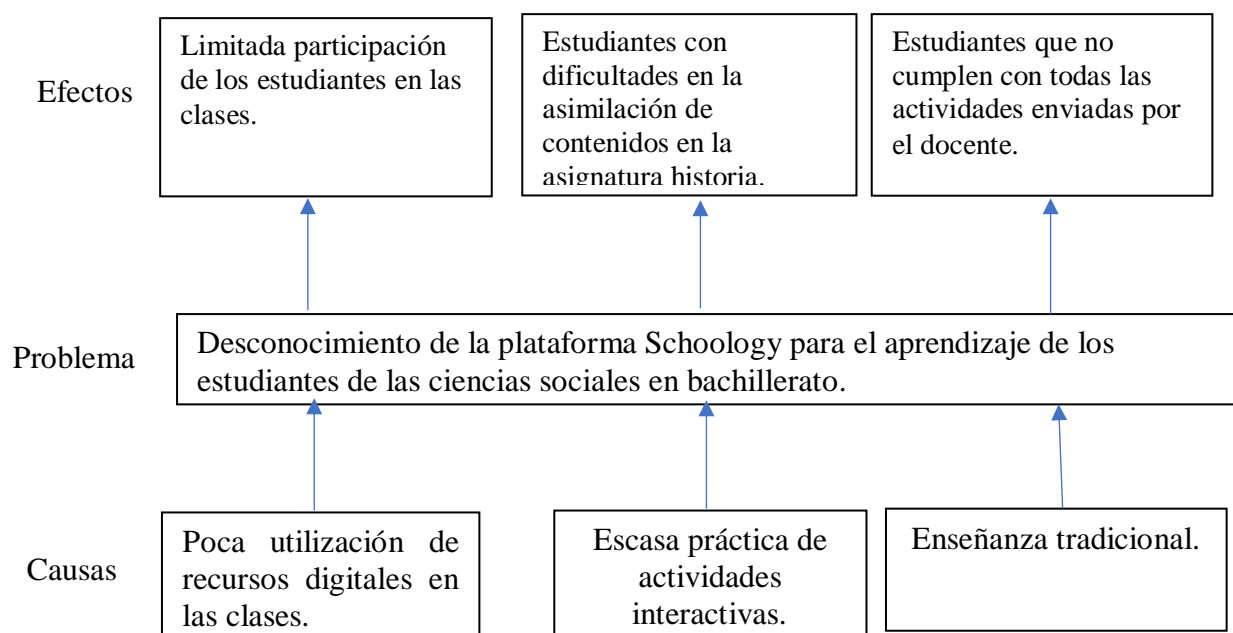 Efectos
Limitada participación
de los estudiantes en las
clases.
Estudiantes con
dificultades en la
asimilación de
contenidos en la
asignatura historia.
Estudiantes que no
cumplen con todas las
actividades enviadas por
el docente.
Problema
Desconocimiento de la plataforma Schoology para el aprendizaje de los
estudiantes de las ciencias sociales en bachillerato.
Causas
Poca utilización de
recursos digitales en
las clases.
Escasa práctica de
actividades
interactivas.
Enseñanza tradicional.